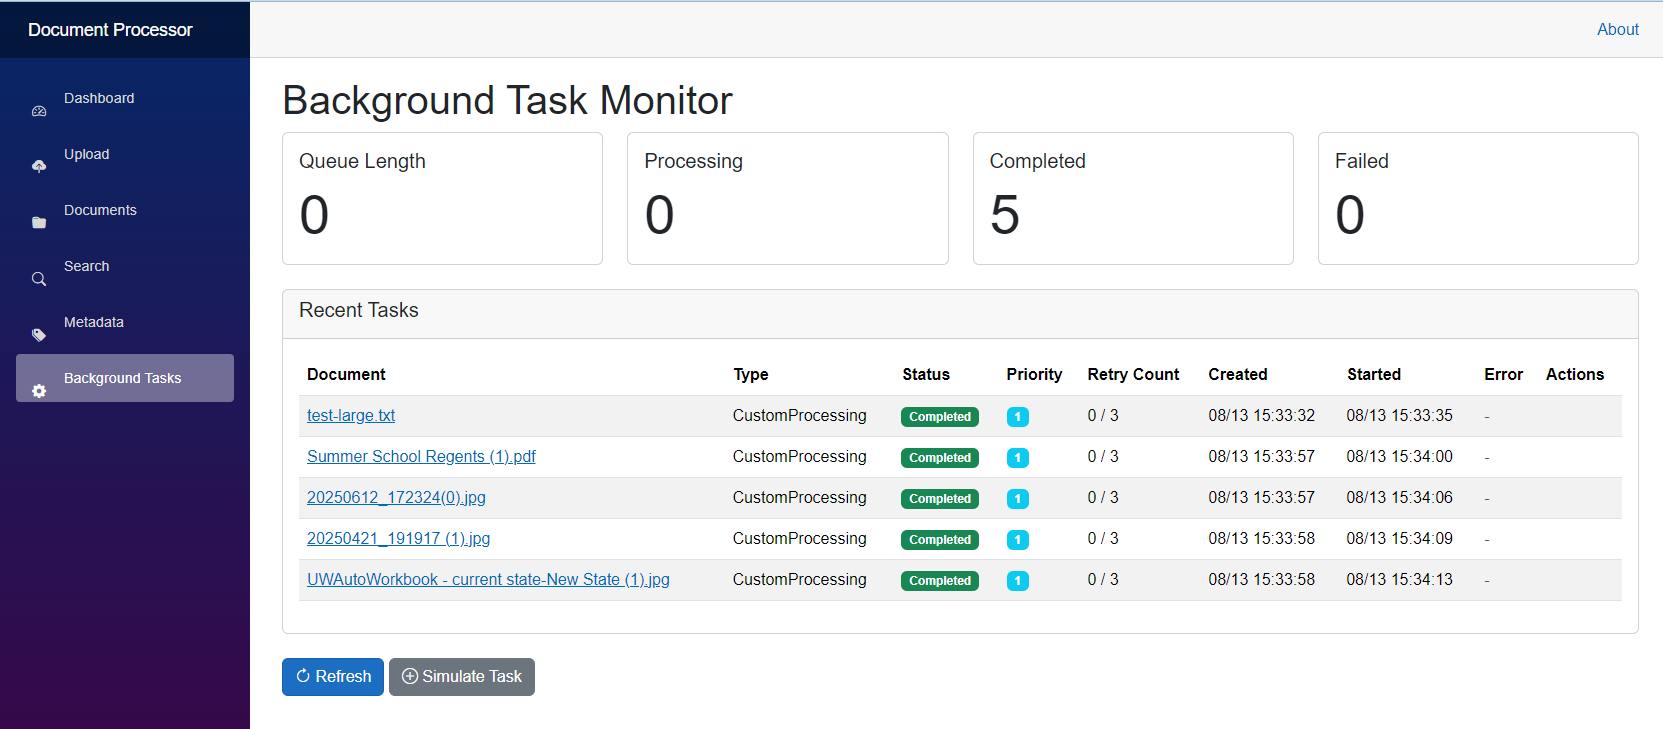 Document Processor
About
Dashboard
Upload
Documents
Search
Metadata
Background Tasks
Background Task Monitor
Queue Length
0
Processing
0
Completed
5
Failed
0
Recent Tasks
Document Type Status Priority Retry Count Created Started Error Actions
test-large.txt CustomProcessing Completed 1 0 / 3 08/13 15:33:32 08/13 15:33:35 -
Summer School Regents (1).pdf CustomProcessing Completed 1 0 / 3 08/13 15:33:57 08/13 15:34:00 -
20250612_172324(0).jpg CustomProcessing Completed 1 0 / 3 08/13 15:33:57 08/13 15:34:06 -
20250421_191917 (1).jpg CustomProcessing Completed 1 0 / 3 08/13 15:33:58 08/13 15:34:09 -
UWAutoWorkbook - current state-New State (1).jpg CustomProcessing Completed 1 0 / 3 08/13 15:33:58 08/13 15:34:13 -
Refresh Simulate Task